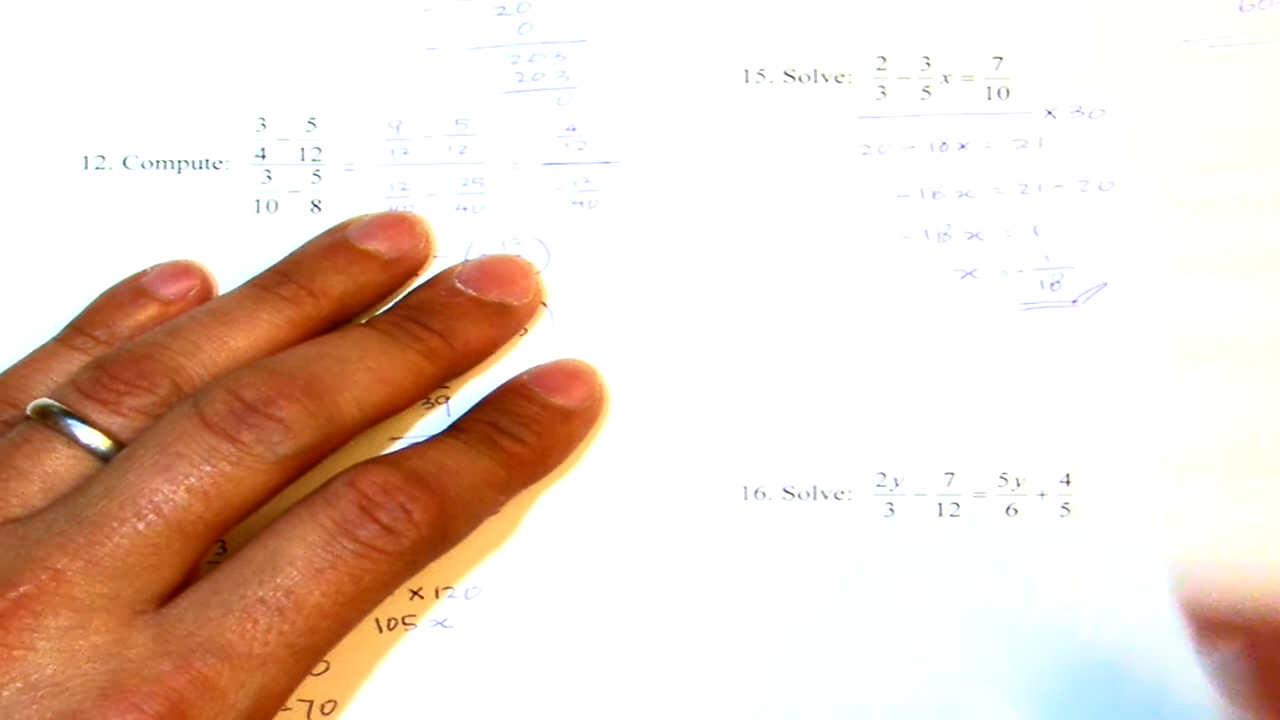 20
0
203
203
0
12. Compute: (3/4 - 5/12) / (3/10 - 5/8) = (9/12 - 5/12) / (12/40 - 25/40) = (4/12) / (-13/40)
39
3
×120
105x
0
-70
15. Solve: 2/3 - 3/5 x = 7/10
× 30
20 - 18x = 21
-18x = 21 - 20
-18x = 1
x = -1/18
16. Solve: 2y/3 - 7/12 = 5y/6 + 4/5